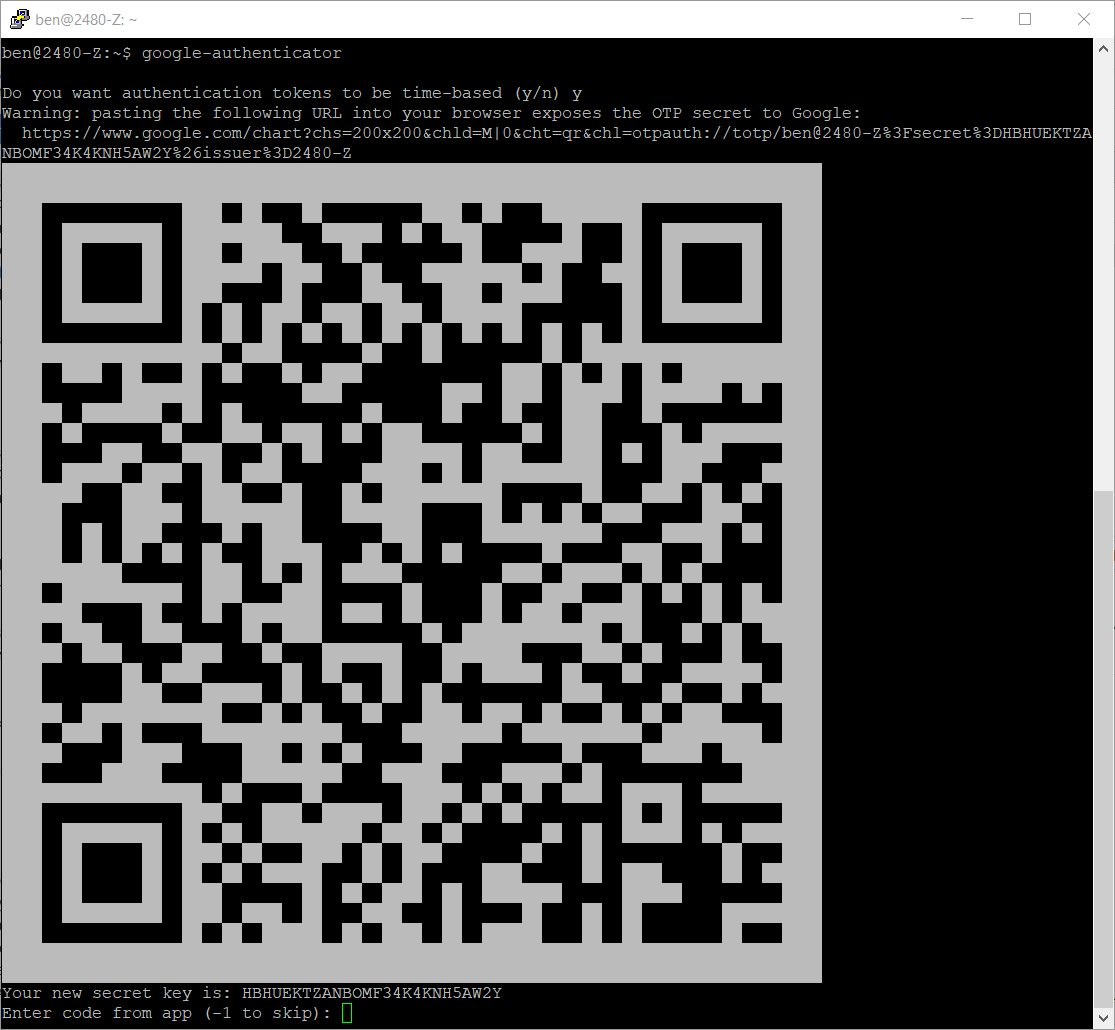 ben@2480-Z: ~
ben@2480-Z:~$ google-authenticator
Do you want authentication tokens to be time-based (y/n) y
Warning: pasting the following URL into your browser exposes the OTP secret to Google:
https://www.google.com/chart?chs=200x200&chld=M|0&cht=qr&chl=otpauth://totp/ben@2480-Z%3Fsecret%3DHBHUEKTZA
NBOMF34K4KNH5AW2Y%26issuer%3D2480-Z
Your new secret key is: HBHUEKTZANBOMF34K4KNH5AW2Y
Enter code from app (-1 to skip):